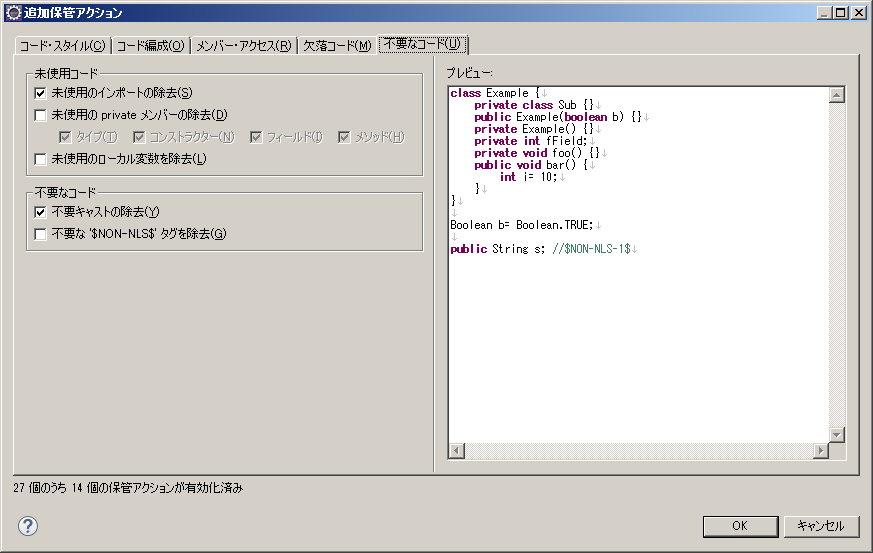 追加保管アクション
コード・スタイル(C) コード編成(O) メンバー・アクセス(R) 欠落コード(M) 不要なコード(U)
未使用コード
未使用のインポートの除去(S)
未使用の private メンバーの除去(D)
タイプ(T) コンストラクター(N) フィールド(I) メソッド(H)
未使用のローカル変数を除去(L)
不要なコード
不要キャストの除去(Y)
不要な '$NON-NLS$' タグを除去(G)
プレビュー:
class Example {↓
private class Sub {}↓
public Example(boolean b) {}↓
private Example() {}↓
private int fField;↓
private void foo() {}↓
public void bar() {↓
int i= 10;↓
}↓
}↓
↓
Boolean b= Boolean.TRUE;↓
↓
public String s; //$NON-NLS-1$↓
27 個のうち 14 個の保管アクションが有効化済み
?
OK キャンセル